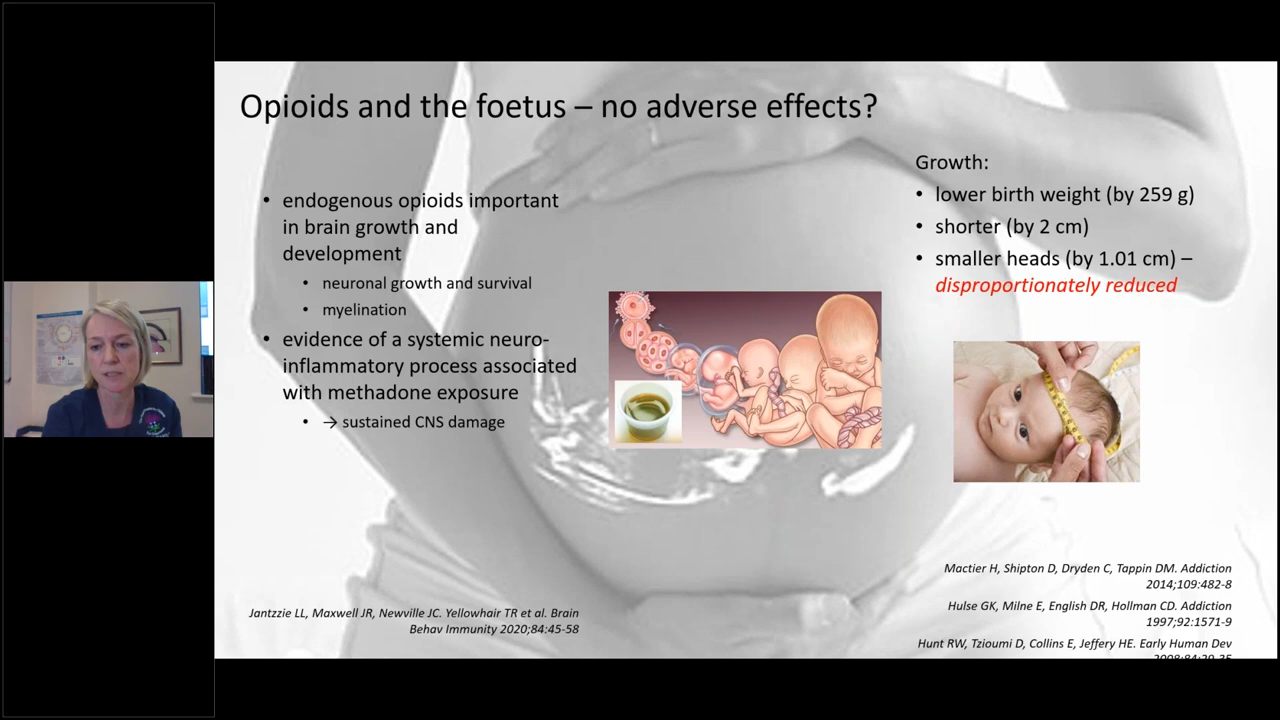 Opioids and the foetus – no adverse effects?
• endogenous opioids important
in brain growth and
development
• neuronal growth and survival
• myelination
• evidence of a systemic neuro-
inflammatory process associated
with methadone exposure
• → sustained CNS damage
Growth:
• lower birth weight (by 259 g)
• shorter (by 2 cm)
• smaller heads (by 1.01 cm) –
disproportionately reduced
Jantzzie LL, Maxwell JR, Newville JC. Yellowhair TR et al. Brain
Behav Immunity 2020;84:45-58
Mactier H, Shipton D, Dryden C, Tappin DM. Addiction
2014;109:482-8
Hulse GK, Milne E, English DR, Hollman CD. Addiction
1997;92:1571-9
Hunt RW, Tzioumi D, Collins E, Jeffery HE. Early Human Dev